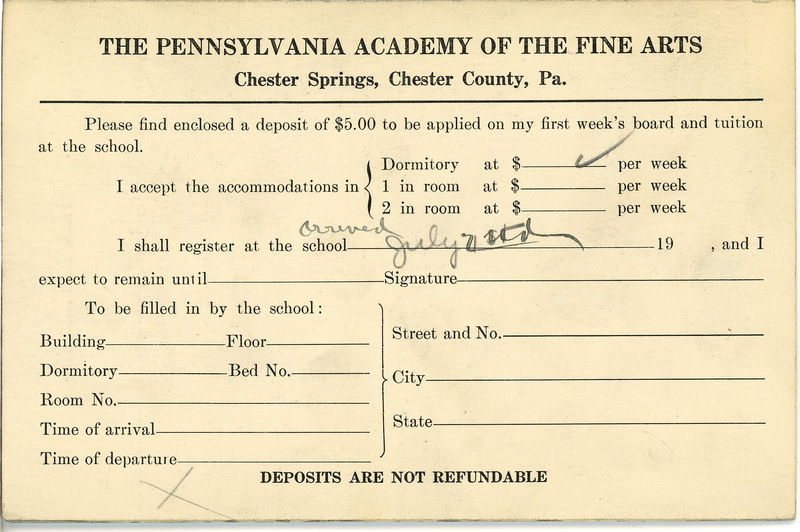 THE PENNSYLVANIA ACADEMY OF THE FINE ARTS
Chester Springs, Chester County, Pa.
Please find enclosed a deposit of $5.00 to be applied on my first week's board and tuition
at the school.
I accept the accommodations in
Dormitory at $ per week
1 in room at $ per week
2 in room at $ per week
arrived
I shall register at the school July 19 , and I
expect to remain until Signature
To be filled in by the school:
Building Floor
Dormitory Bed No.
Room No.
Time of arrival
Time of departure
Street and No.
City
State
DEPOSITS ARE NOT REFUNDABLE